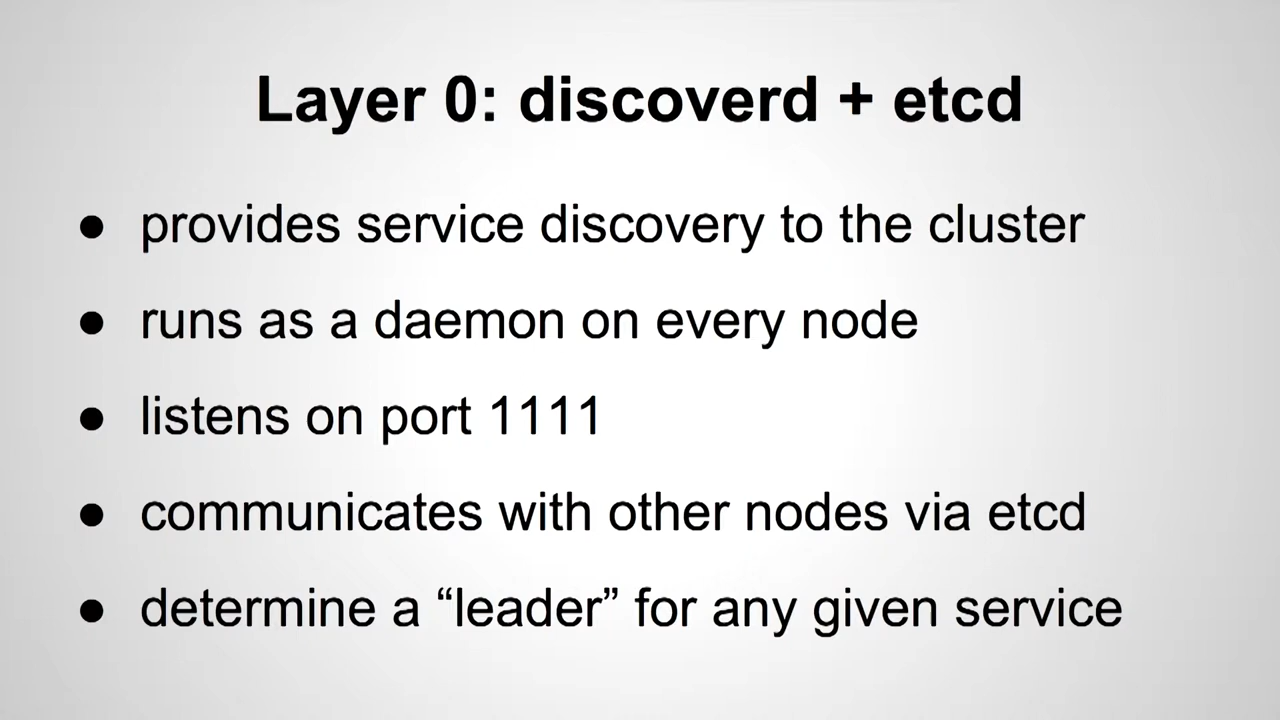 Layer 0: discoverd + etcd
● provides service discovery to the cluster
● runs as a daemon on every node
● listens on port 1111
● communicates with other nodes via etcd
● determine a “leader” for any given service